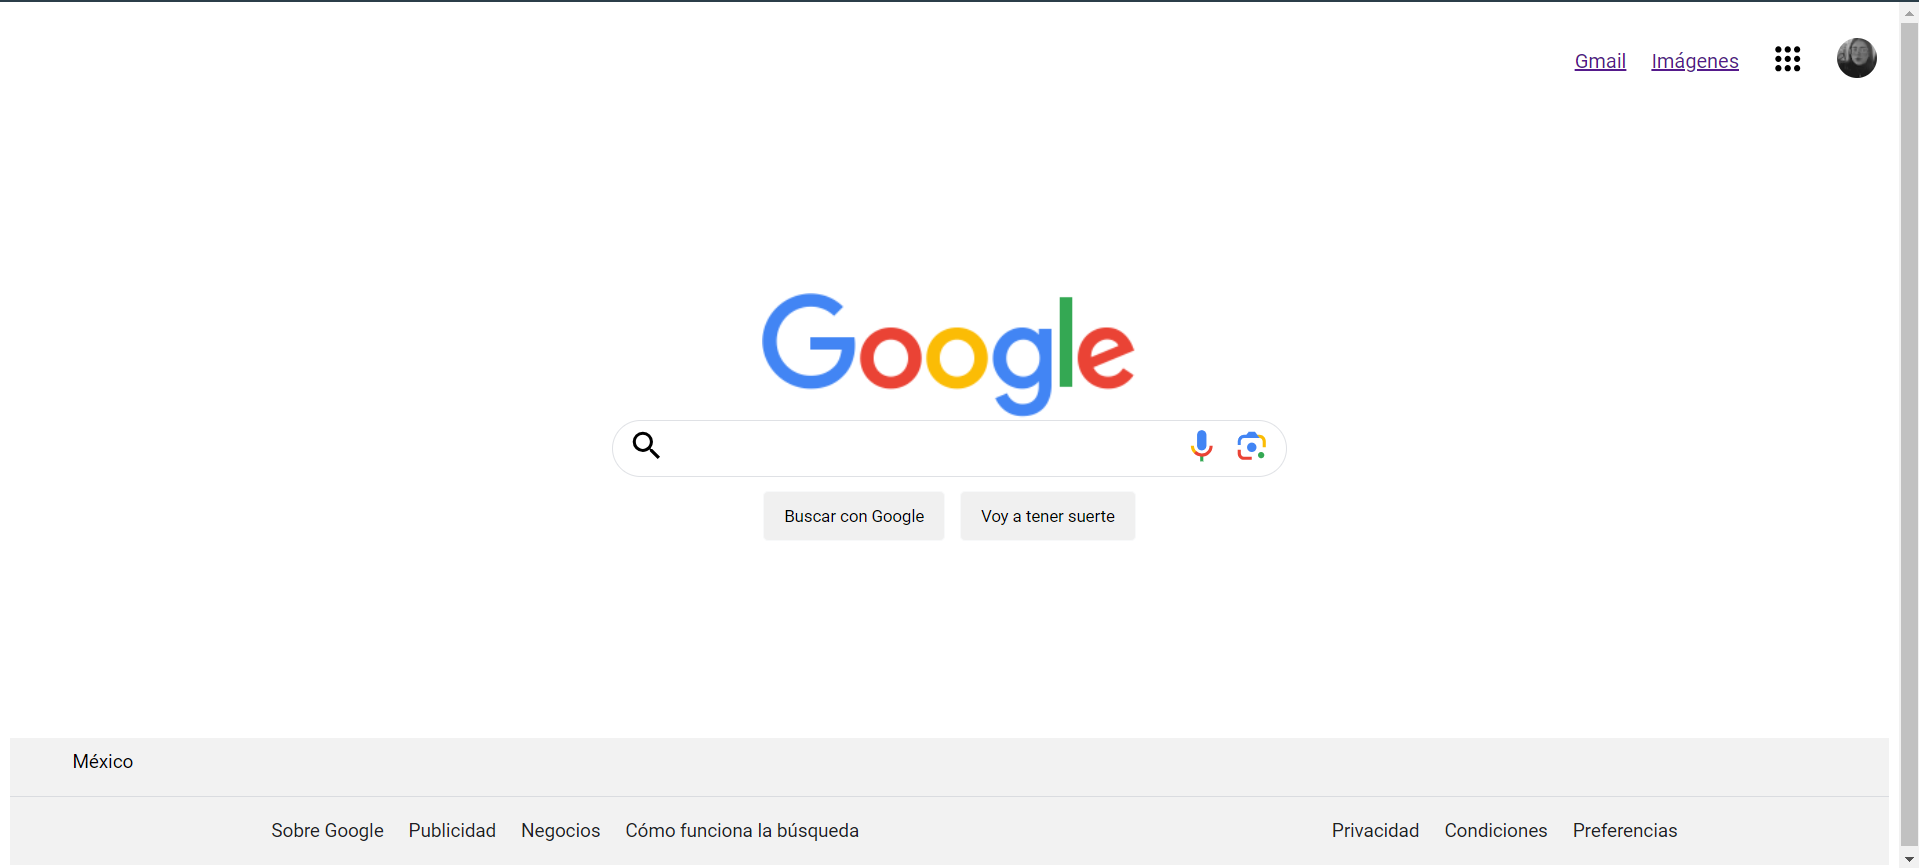 Gmail Imágenes
Google
Buscar con Google Voy a tener suerte
México
Sobre Google Publicidad Negocios Cómo funciona la búsqueda Privacidad Condiciones Preferencias